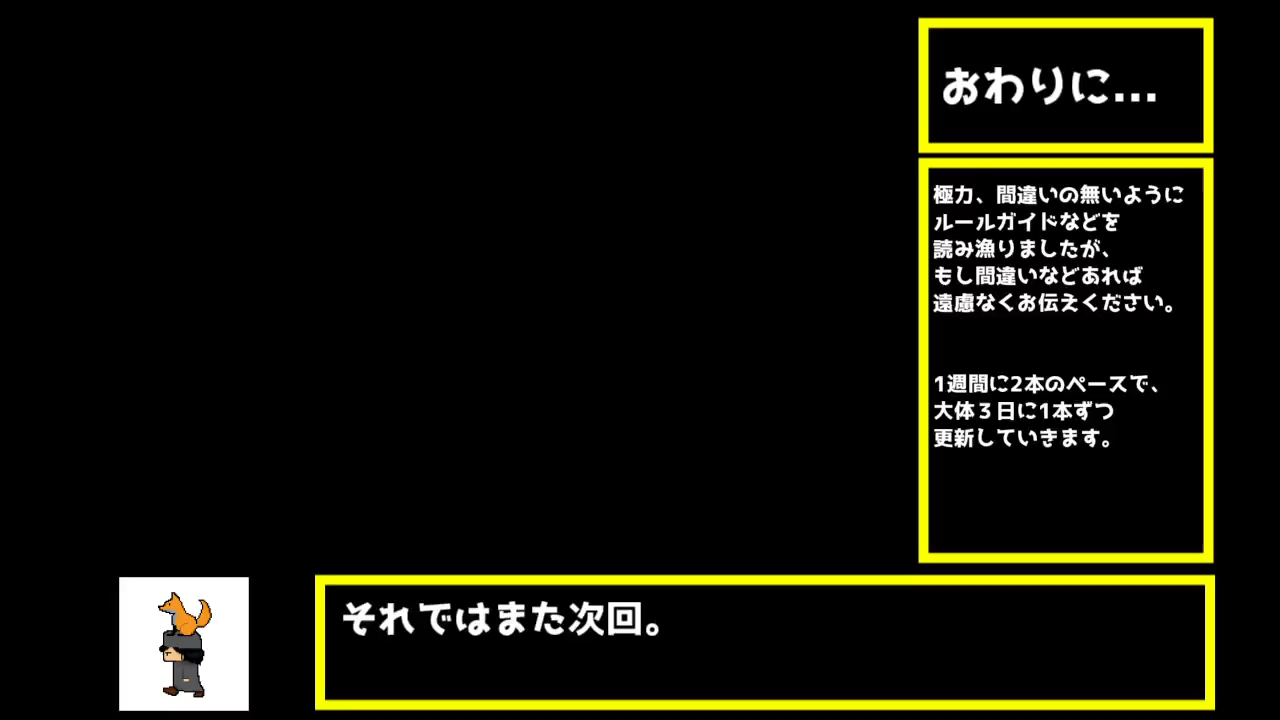 おわりに...
極力、間違いの無いように
ルールガイドなどを
読み漁りましたが、
もし間違いなどあれば
遠慮なくお伝えください。
1週間に2本のペースで、
大体３日に1本ずつ
更新していきます。
それではまた次回。